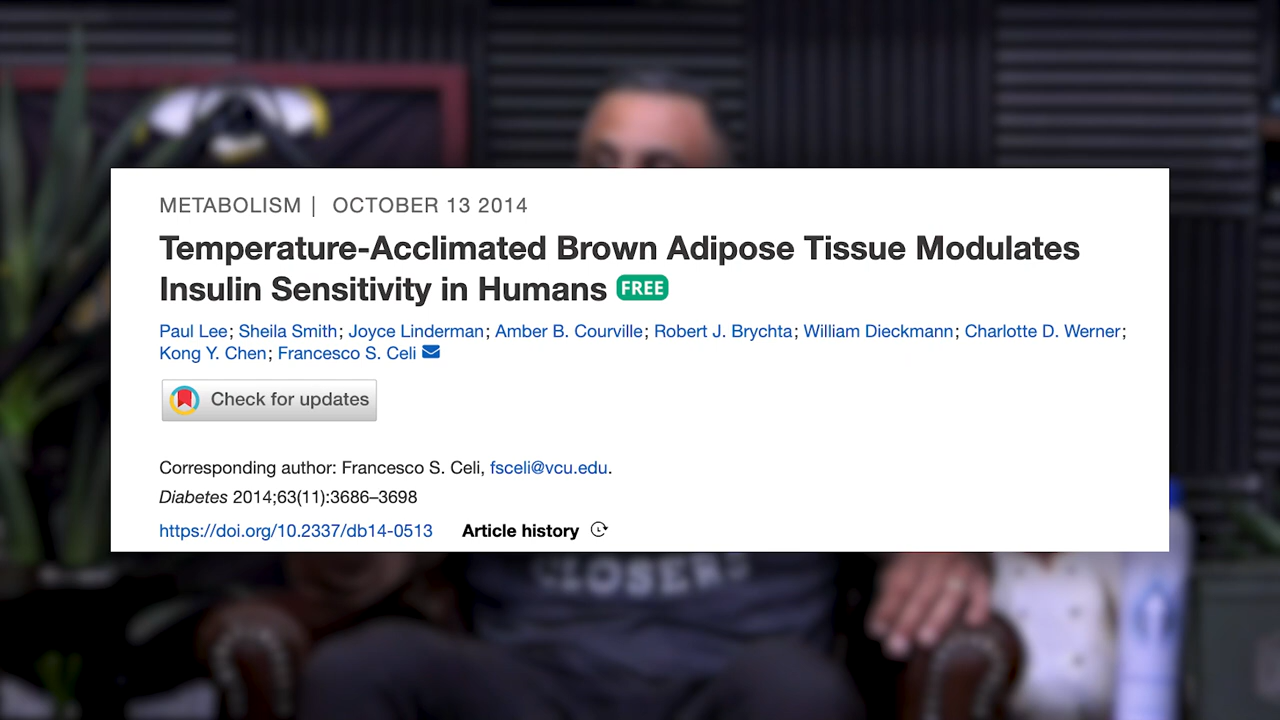 METABOLISM | OCTOBER 13 2014
Temperature-Acclimated Brown Adipose Tissue Modulates
Insulin Sensitivity in Humans FREE
Paul Lee; Sheila Smith; Joyce Linderman; Amber B. Courville; Robert J. Brychta; William Dieckmann; Charlotte D. Werner;
Kong Y. Chen; Francesco S. Celi
Check for updates
Corresponding author: Francesco S. Celi, fsceli@vcu.edu.
Diabetes 2014;63(11):3686–3698
https://doi.org/10.2337/db14-0513 Article history
CLOSERS